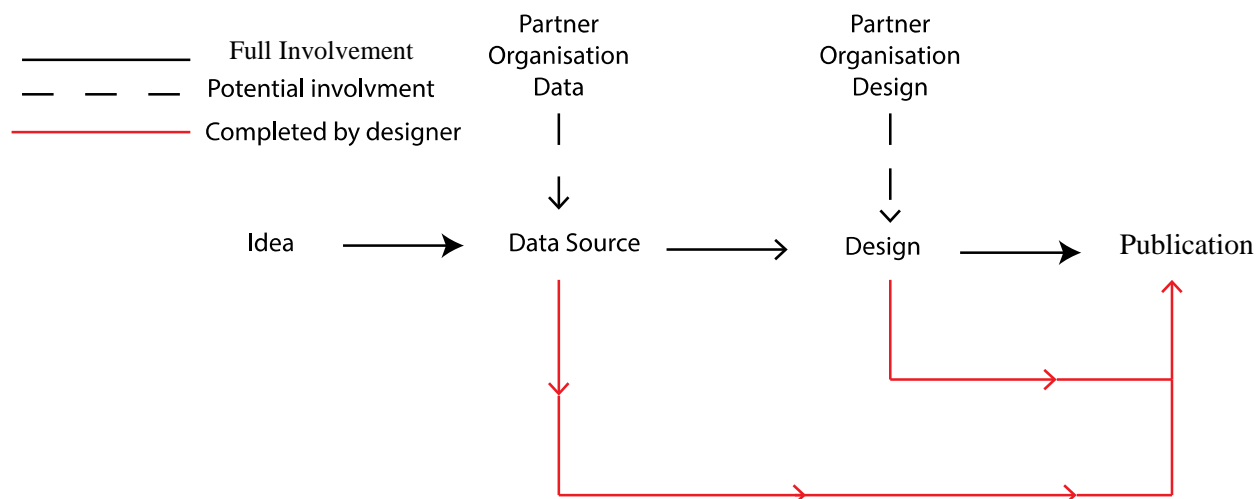 Full Involvement
Potential involvment
Completed by designer
Partner
Organisation
Data
Partner
Organisation
Design
Idea
Data Source
Design
Publication